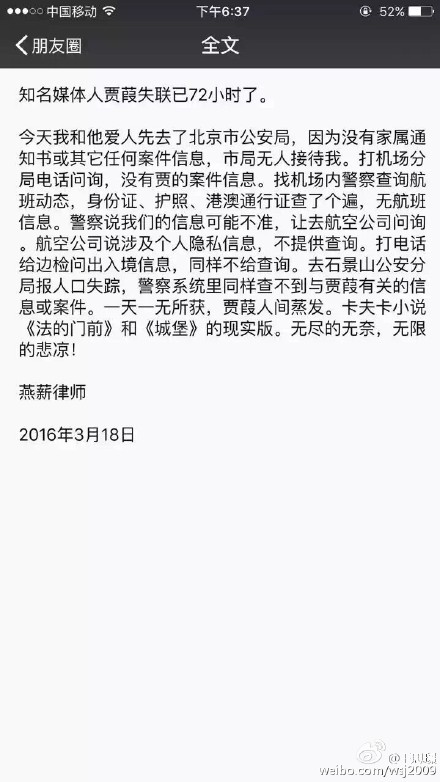 中国移动 下午6:37 52%
朋友圈 全文
知名媒体人贾葭失联已72小时了。
今天我和他爱人先去了北京市公安局，因为没有家属通
知书或其它任何案件信息，市局无人接待我。打机场分
局电话问询，没有贾的案件信息。找机场内警察查询航
班动态，身份证、护照、港澳通行证查了个遍，无航班
信息。警察说我们的信息可能不准，让去航空公司问询
。航空公司说涉及个人隐私信息，不提供查询。打电话
给边检问出入境信息，同样不给查询。去石景山公安分
局报人口失踪，警察系统里同样查不到与贾葭有关的信
息或案件。一天一无所获，贾葭人间蒸发。卡夫卡小说
《法的门前》和《城堡》的现实版。无尽的无奈，无限
的悲凉！
燕薪律师
2016年3月18日
weibo.com/wsj2009